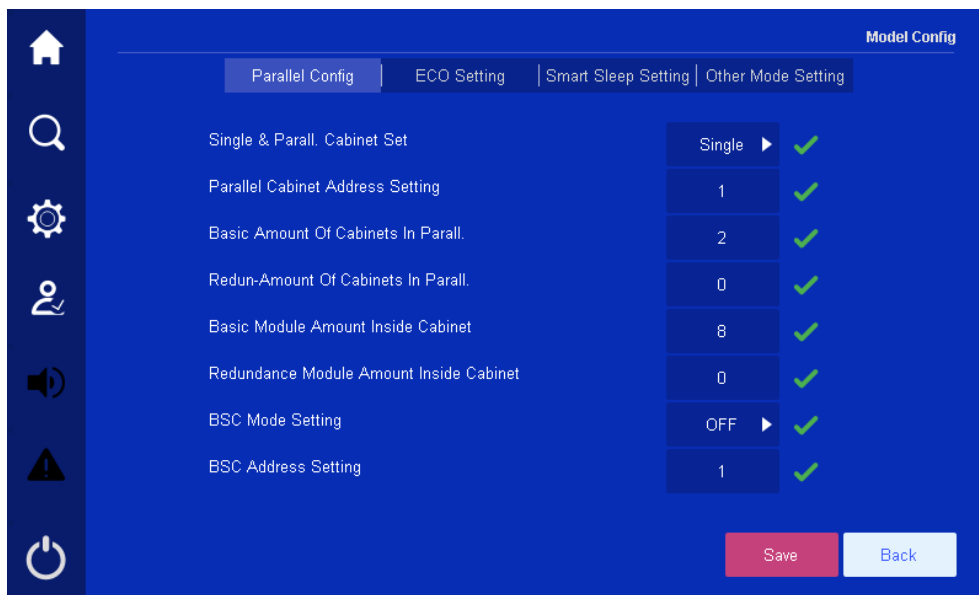 Model Config
Parallel Config ECO Setting Smart Sleep Setting Other Mode Setting
Single & Parall. Cabinet Set Single
Parallel Cabinet Address Setting 1
Basic Amount Of Cabinets In Parall. 2
Redun-Amount Of Cabinets In Parall. 0
Basic Module Amount Inside Cabinet 8
Redundance Module Amount Inside Cabinet 0
BSC Mode Setting OFF
BSC Address Setting 1
Save Back